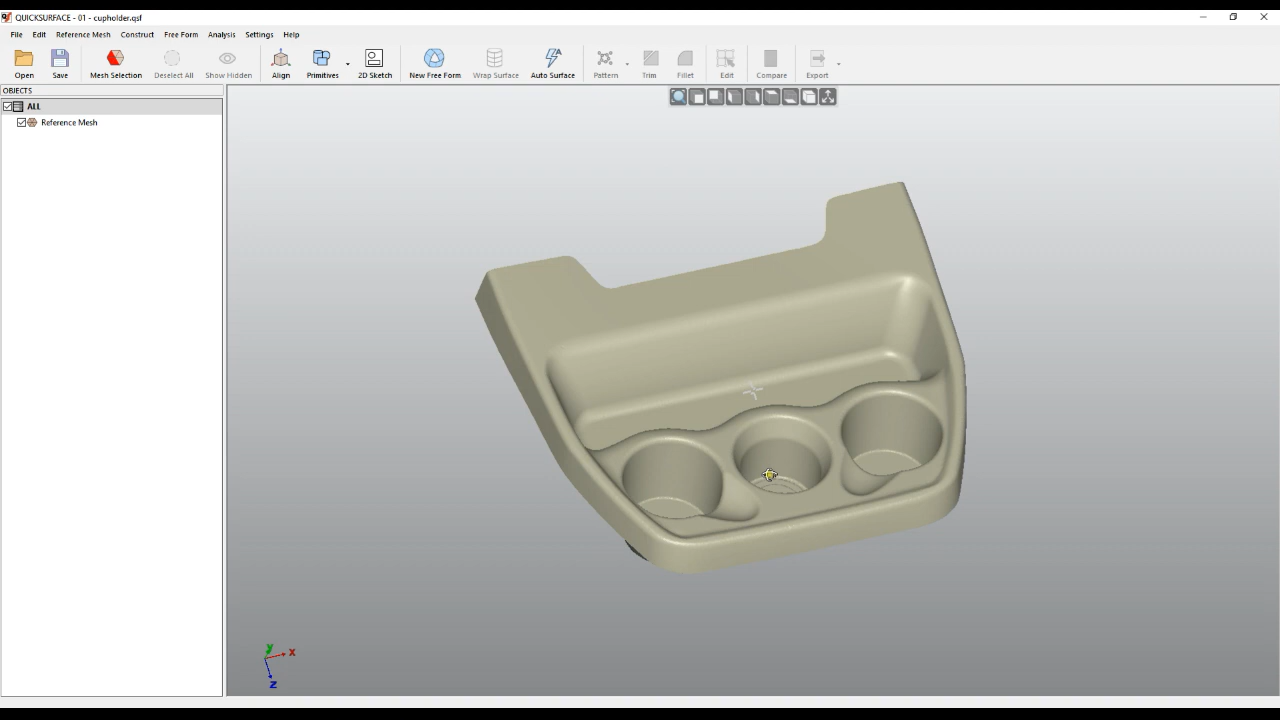 QUICKSURFACE - 01 - cupholder.qsf
File Edit Reference Mesh Construct Free Form Analysis Settings Help
Open Save Mesh Selection Deselect All Show Hidden Align Primitives 2D Sketch New Free Form Wrap Surface Auto Surface Pattern Trim Fillet Edit Compare Export
OBJECTS
ALL
Reference Mesh
y
x
z